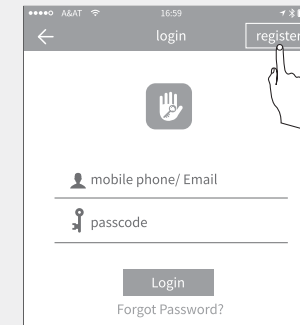 A&AT 16:59
login register
mobile phone/ Email
passcode
Login
Forgot Password?